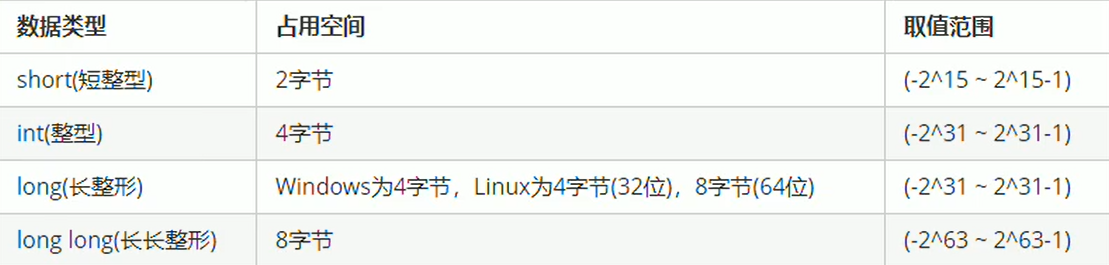 数据类型 占用空间 取值范围
short(短整型) 2字节 (-2^15 ~ 2^15-1)
int(整型) 4字节 (-2^31 ~ 2^31-1)
long(长整形) Windows为4字节，Linux为4字节(32位)，8字节(64位) (-2^31 ~ 2^31-1)
long long(长长整形) 8字节 (-2^63 ~ 2^63-1)